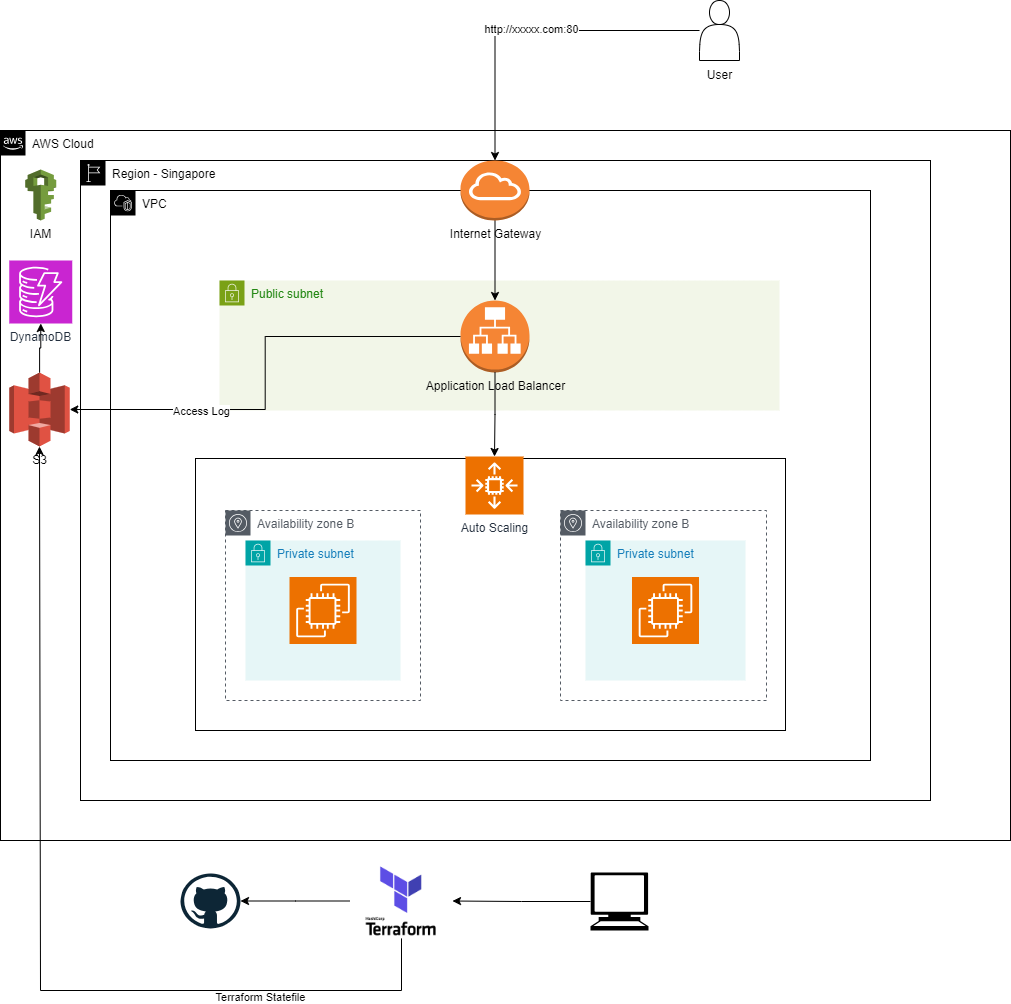 http://xxxxx.com:80
User
aws
AWS Cloud
Region - Singapore
IAM
VPC
Internet Gateway
DynamoDB
Public subnet
Application Load Balancer
Access Log
S3
Auto Scaling
Availability zone B
Availability zone B
Private subnet
Private subnet
HashiCorp
Terraform
Terraform Statefile